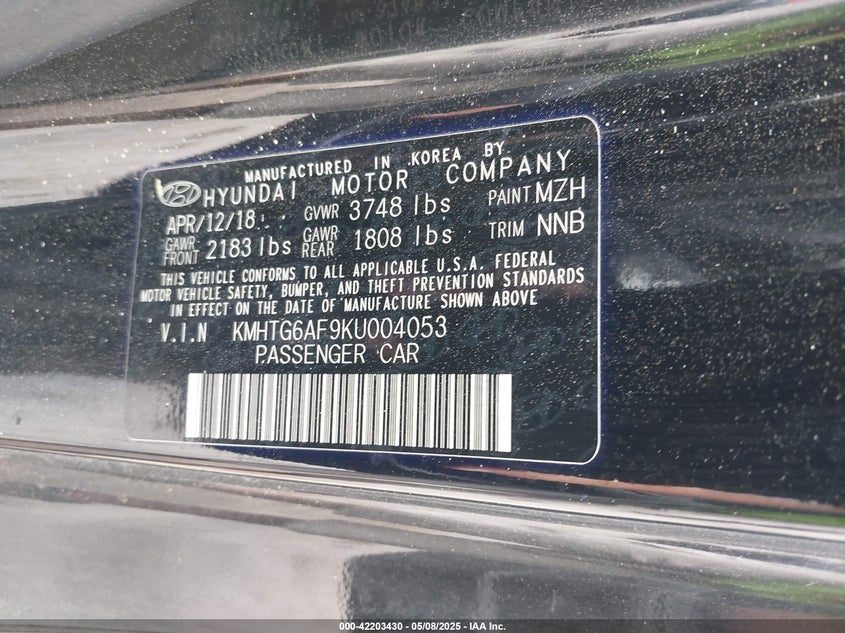 MANUFACTURED IN KOREA BY
HYUNDAI MOTOR COMPANY
APR/12/18 GVWR 3748 lbs PAINT MZH
GAWR FRONT 2183 lbs GAWR REAR 1808 lbs TRIM NNB
THIS VEHICLE CONFORMS TO ALL APPLICABLE U.S.A. FEDERAL
MOTOR VEHICLE SAFETY, BUMPER, AND THEFT PREVENTION STANDARDS
IN EFFECT ON THE DATE OF MANUFACTURE SHOWN ABOVE
V.I.N KMHTG6AF9KU004053
PASSENGER CAR
000-42203430 - 05/08/2025 - IAA Inc.